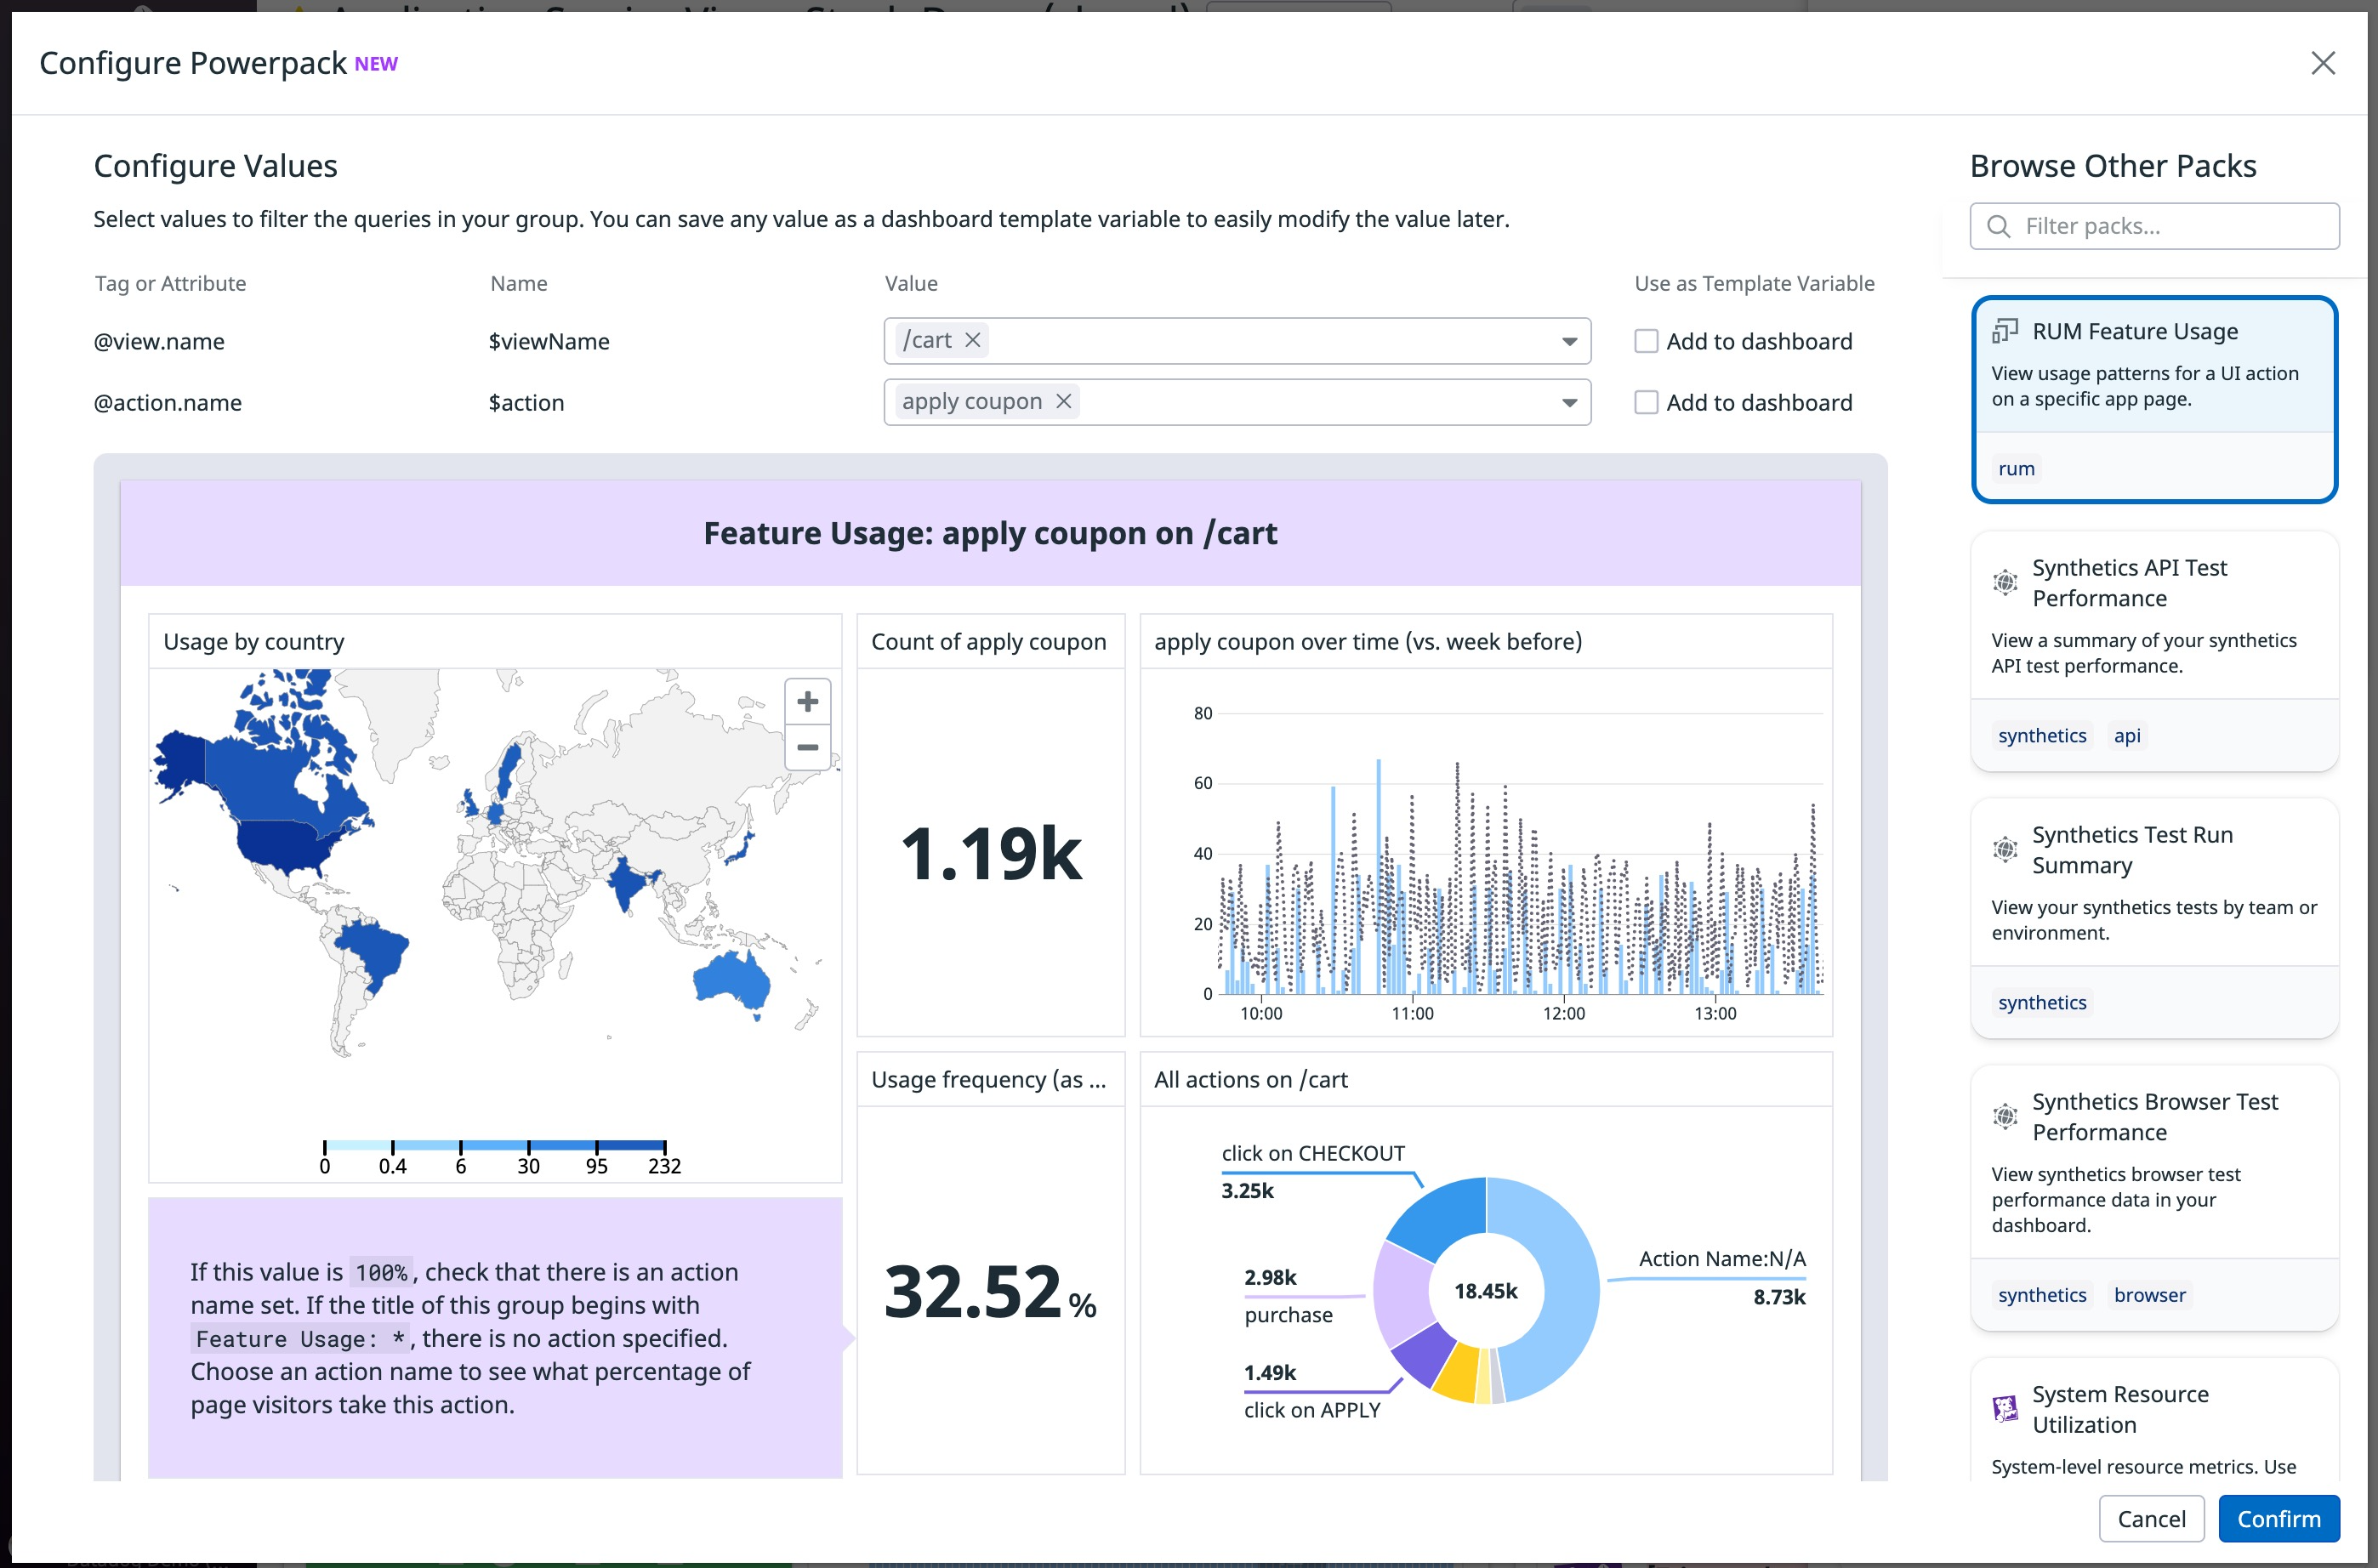 Configure Powerpack NEW
Configure Values
Select values to filter the queries in your group. You can save any value as a dashboard template variable to easily modify the value later.
Tag or Attribute Name Value Use as Template Variable
@view.name $viewName /cart Add to dashboard
@action.name $action apply coupon Add to dashboard
Feature Usage: apply coupon on /cart
Usage by country
0 0.4 6 30 95 232
Count of apply coupon
1.19k
apply coupon over time (vs. week before)
80
60
40
20
0
10:00 11:00 12:00 13:00
If this value is 100%, check that there is an action
name set. If the title of this group begins with
Feature Usage: *, there is no action specified.
Choose an action name to see what percentage of
page visitors take this action.
Usage frequency (as ...
32.52 %
All actions on /cart
click on CHECKOUT
3.25k
2.98k
purchase
1.49k
click on APPLY
18.45k
Action Name:N/A
8.73k
Browse Other Packs
Filter packs...
RUM Feature Usage
View usage patterns for a UI action
on a specific app page.
rum
Synthetics API Test
Performance
View a summary of your synthetics
API test performance.
synthetics api
Synthetics Test Run
Summary
View your synthetics tests by team or
environment.
synthetics
Synthetics Browser Test
Performance
View synthetics browser test
performance data in your
dashboard.
synthetics browser
System Resource
Utilization
System-level resource metrics. Use
Cancel Confirm